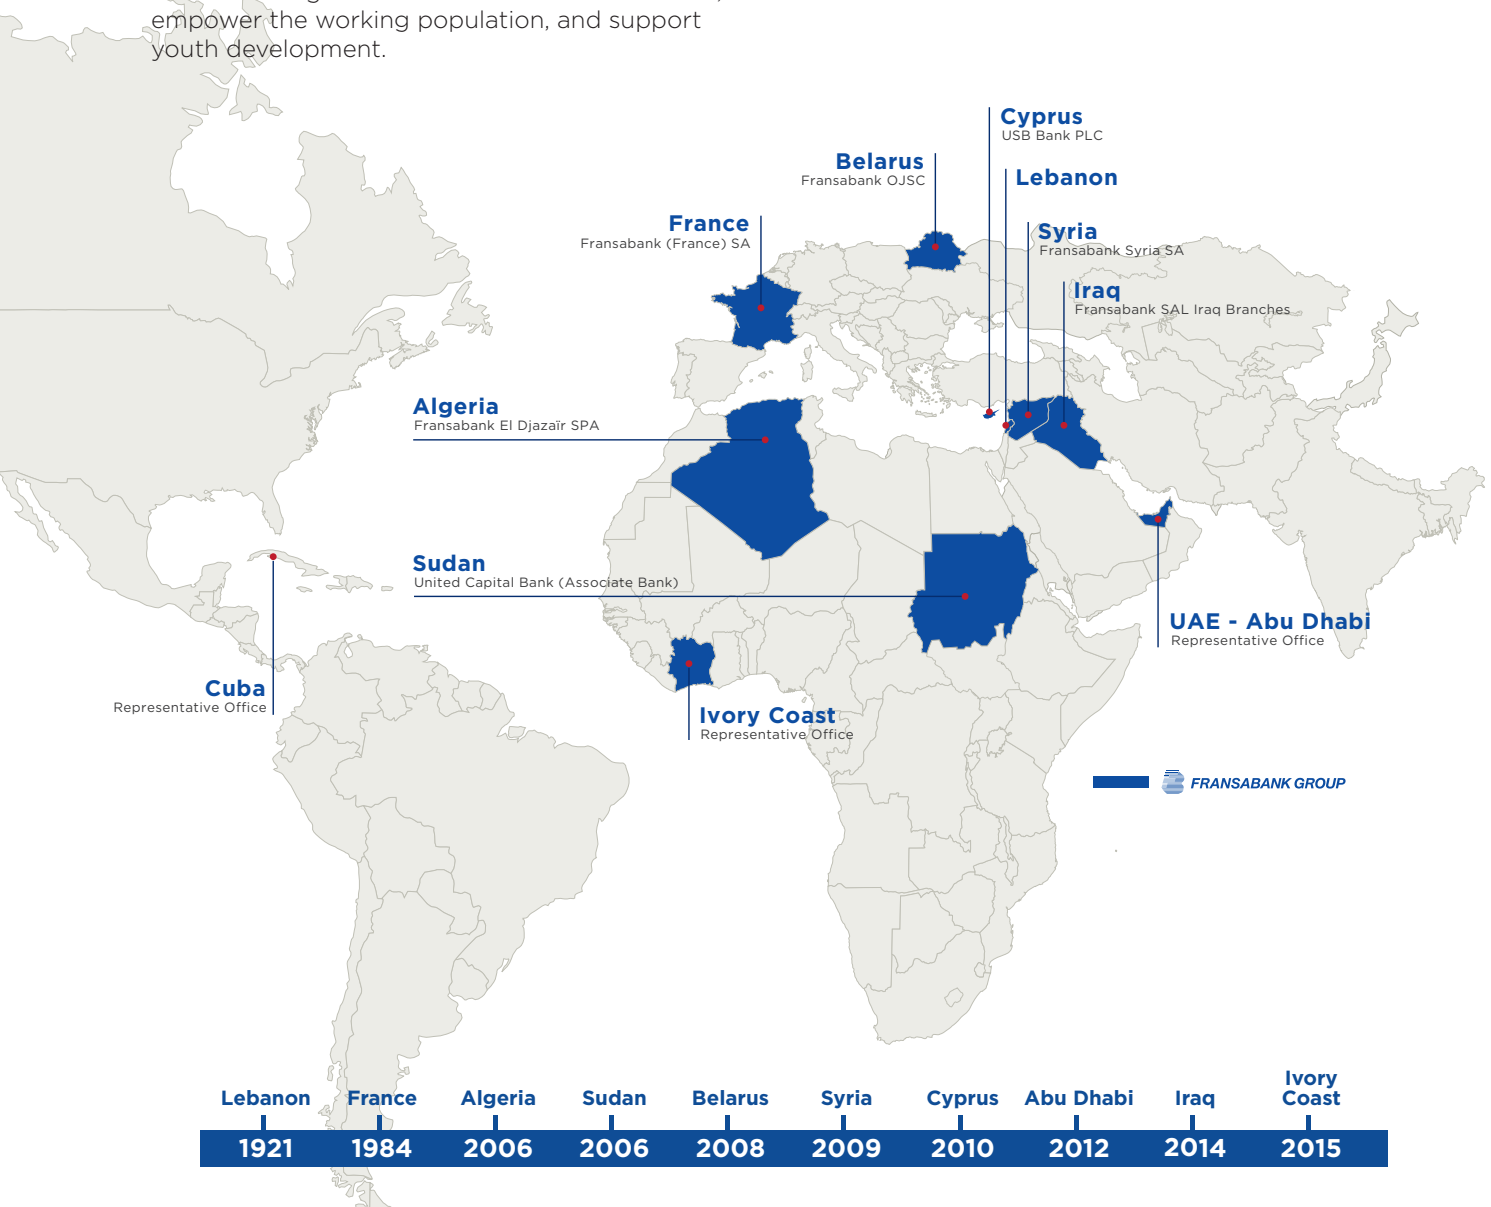 empower the working population, and support
youth development.
Cyprus
USB Bank PLC
Belarus
Fransabank OJSC
Lebanon
France
Fransabank (France) SA
Syria
Fransabank Syria SA
Iraq
Fransabank SAL Iraq Branches
Algeria
Fransabank El Djazaïr SPA
Sudan
United Capital Bank (Associate Bank)
UAE - Abu Dhabi
Representative Office
Cuba
Representative Office
Ivory Coast
Representative Office
FRANSABANK GROUP
Lebanon France Algeria Sudan Belarus Syria Cyprus Abu Dhabi Iraq Ivory Coast
1921 1984 2006 2006 2008 2009 2010 2012 2014 2015